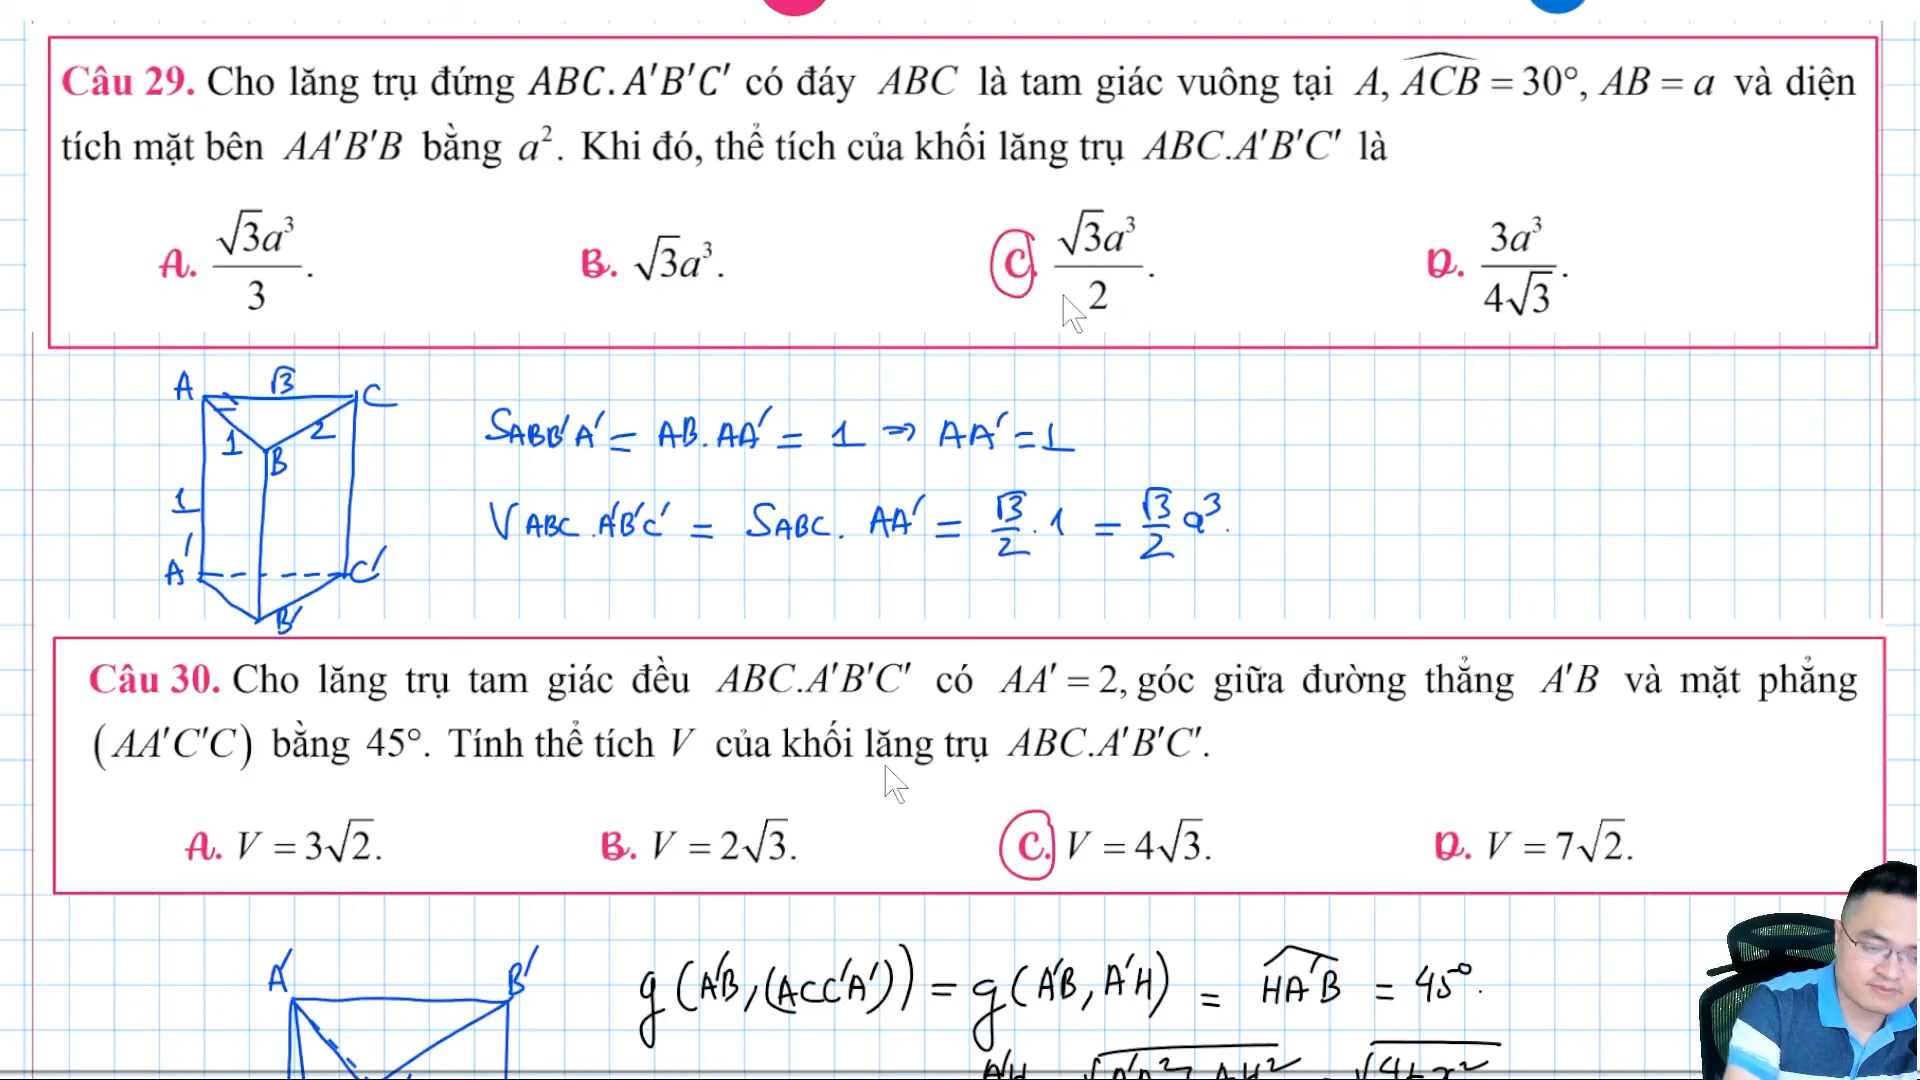 Câu 29. Cho lăng trụ đứng ABC.A'B'C' có đáy ABC là tam giác vuông tại A, ACB = 30°, AB = a và diện
tích mặt bên AA'B'B bằng a². Khi đó, thể tích của khối lăng trụ ABC.A'B'C' là
A. √3a³/3. B. √3a³. C. √3a³/2. D. 3a³/4√3.
A √3 C
1 2
B
1
A' C'
B'
SABB'A' = AB.AA' = 1 => AA' = 1
VABC.A'B'C' = SABC. AA' = √3/2 . 1 = √3/2 a³.
Câu 30. Cho lăng trụ tam giác đều ABC.A'B'C' có AA' = 2, góc giữa đường thẳng A'B và mặt phẳng
(AA'C'C) bằng 45°. Tính thể tích V của khối lăng trụ ABC.A'B'C'.
A. V = 3√2. B. V = 2√3. C. V = 4√3. D. V = 7√2.
A' B'
g(A'B,(ACC'A')) = g(A'B, A'H) = HA'B = 45°.